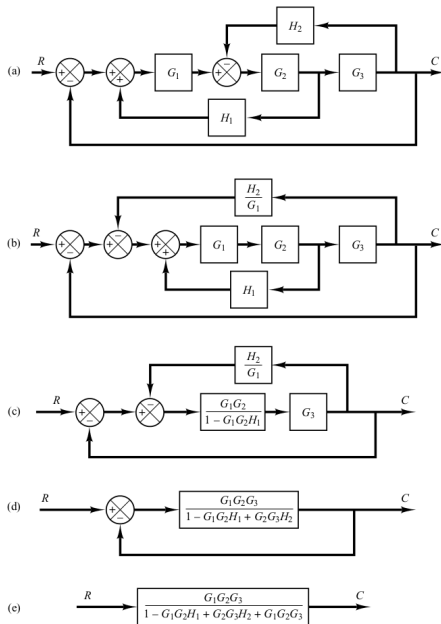 H₂
(a) R + − + + G₁ − + G₂ G₃ C
H₁
H₂/G₁
(b) R + − + − + + G₁ G₂ G₃ C
H₁
H₂/G₁
(c) R + − + − G₁G₂/(1 − G₁G₂H₁) G₃ C
(d) R + − G₁G₂G₃/(1 − G₁G₂H₁ + G₂G₃H₂) C
(e) R G₁G₂G₃/(1 − G₁G₂H₁ + G₂G₃H₂ + G₁G₂G₃) C